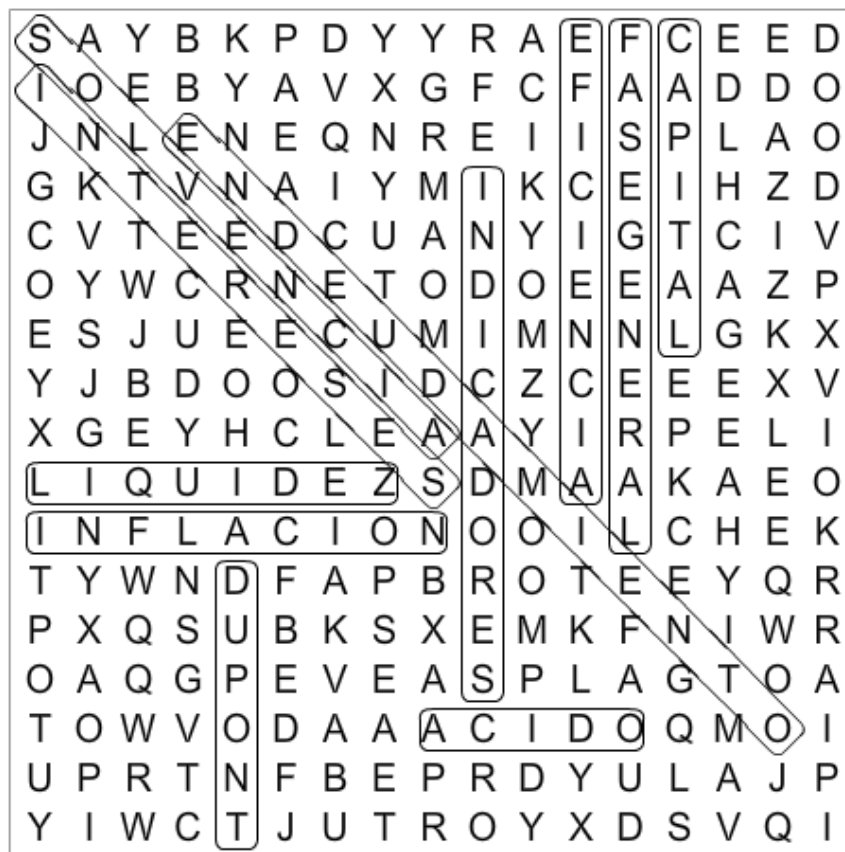 S A Y B K P D Y Y R A E F C E E D
I O E B Y A V X G F C F A A D D O
J N L E N E Q N R E I I S P L A O
G K T V N A I Y M I K C E I H Z D
C V T E E D C U A N Y I G T C I V
O Y W C R N E T O D O E E A A Z P
E S J U E E C U M I M N N L G K X
Y J B D O O S I D C Z C E E E X V
X G E Y H C L E A A Y I R P E L I
L I Q U I D E Z S D M A A K A E O
I N F L A C I O N O O I L C H E K
T Y W N D F A P B R O T E E Y Q R
P X Q S U B K S X E M K F N I W R
O A Q G P E V E A S P L A G T O A
T O W V O D A A A C I D O Q M O I
U P R T N F B E P R D Y U L A J P
Y I W C T J U T R O Y X D S V Q I